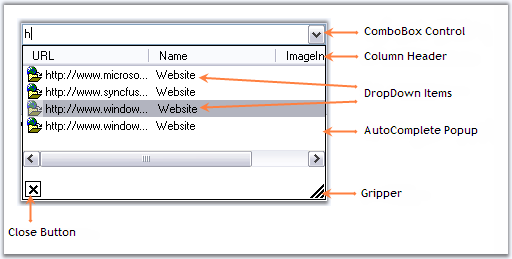 h
ComboBox Control
URL Name ImageIn
Column Header
http://www.microso... Website
http://www.syncfus... Website
DropDown Items
http://www.window... Website
http://www.window... Website
AutoComplete Popup
Gripper
Close Button